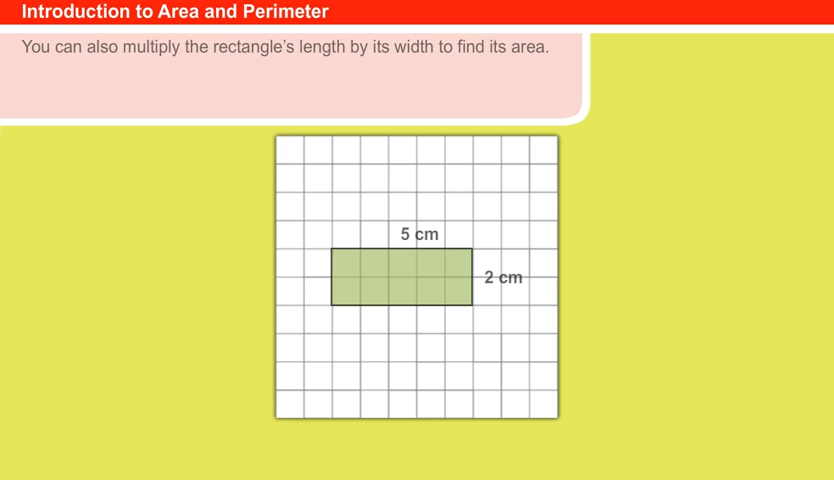 Introduction to Area and Perimeter
You can also multiply the rectangle’s length by its width to find its area.
5 cm
2 cm